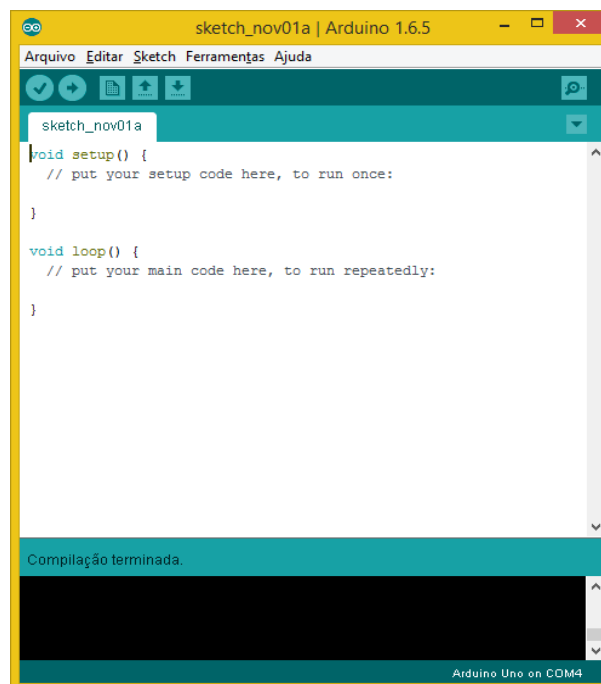 sketch_nov01a | Arduino 1.6.5
Arquivo Editar Sketch Ferramentas Ajuda
sketch_nov01a
void setup() {
// put your setup code here, to run once:
}
void loop() {
// put your main code here, to run repeatedly:
}
Compilação terminada.
Arduino Uno on COM4